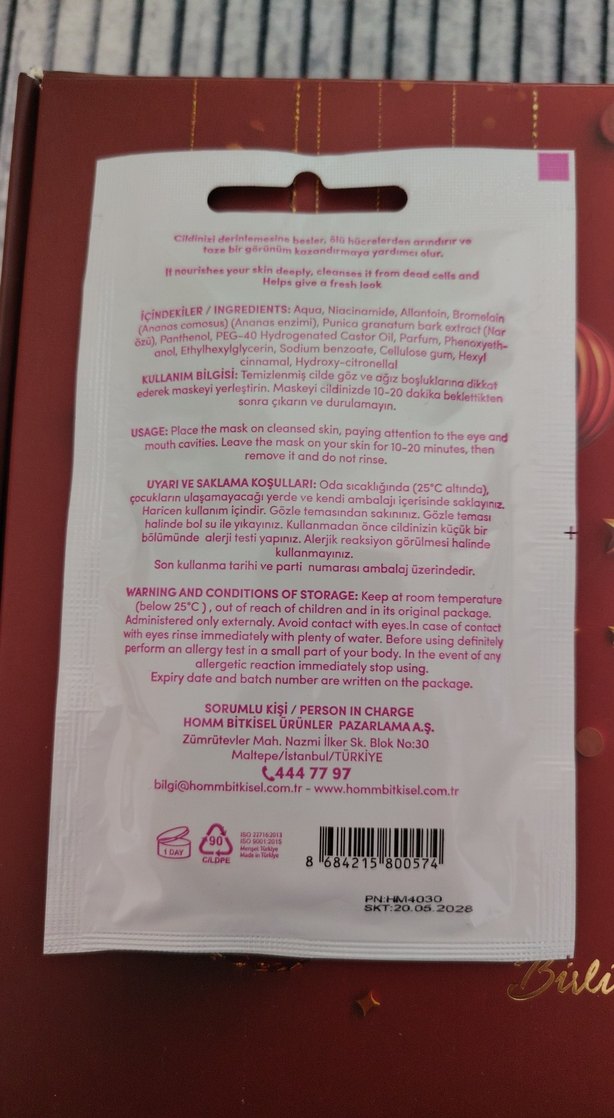 Cildinizi derinlemesine besler, ölü hücrelerden arındırır ve
taze bir görünüm kazandırmaya yardımcı olur.
It nourishes your skin deeply, cleanses it from dead cells and
Helps give a fresh look
İÇİNDEKİLER / INGREDIENTS: Aqua, Niacinamide, Allantoin, Bromelain
(Ananas comosus) (Ananas enzimi), Punica granatum bark extract (Nar
özü), Panthenol, PEG-40 Hydrogenated Castor Oil, Parfum, Phenoxyeth-
anol, Ethylhexylglycerin, Sodium benzoate, Cellulose gum, Hexyl
cinnamal, Hydroxy-citronellal
KULLANIM BİLGİSİ: Temizlenmiş cilde göz ve ağız boşluklarına dikkat
ederek maskeyi yerleştirin. Maskeyi cildinizde 10-20 dakika beklettikten
sonra çıkarın ve durulamayın.
USAGE: Place the mask on cleansed skin, paying attention to the eye and
mouth cavities. Leave the mask on your skin for 10-20 minutes, then
remove it and do not rinse.
UYARI VE SAKLAMA KOŞULLARI: Oda sıcaklığında (25°C altında),
çocukların ulaşamayacağı yerde ve kendi ambalajı içerisinde saklayınız.
Haricen kullanım içindir. Gözle temasından sakınınız. Gözle teması
halinde bol su ile yıkayınız. Kullanmadan önce cildinizin küçük bir
bölümünde alerji testi yapınız. Alerjik reaksiyon görülmesi halinde
kullanmayınız.
Son kullanma tarihi ve parti numarası ambalaj üzerindedir.
WARNING AND CONDITIONS OF STORAGE: Keep at room temperature
(below 25°C ) , out of reach of children and in its original package.
Administered only externaly. Avoid contact with eyes.In case of contact
with eyes rinse immediately with plenty of water. Before using definitely
perform an allergy test in a small part of your body. In the event of any
allergetic reaction immediately stop using.
Expiry date and batch number are written on the package.
SORUMLU KİŞİ / PERSON IN CHARGE
HOMM BİTKİSEL ÜRÜNLER PAZARLAMA A.Ş.
Zümrütevler Mah. Nazmi İlker Sk. Blok No:30
Maltepe/İstanbul/TÜRKİYE
444 77 97
bilgi@hommbitkisel.com.tr - www.hommbitkisel.com.tr
1 DAY
90
C/LDPE
ISO 22716:2013
ISO 9001:2015
Menşei: Türkiye
Made in Türkiye
8 684215 800574
PN:HM4030
SKT:20.05.2028
Birli